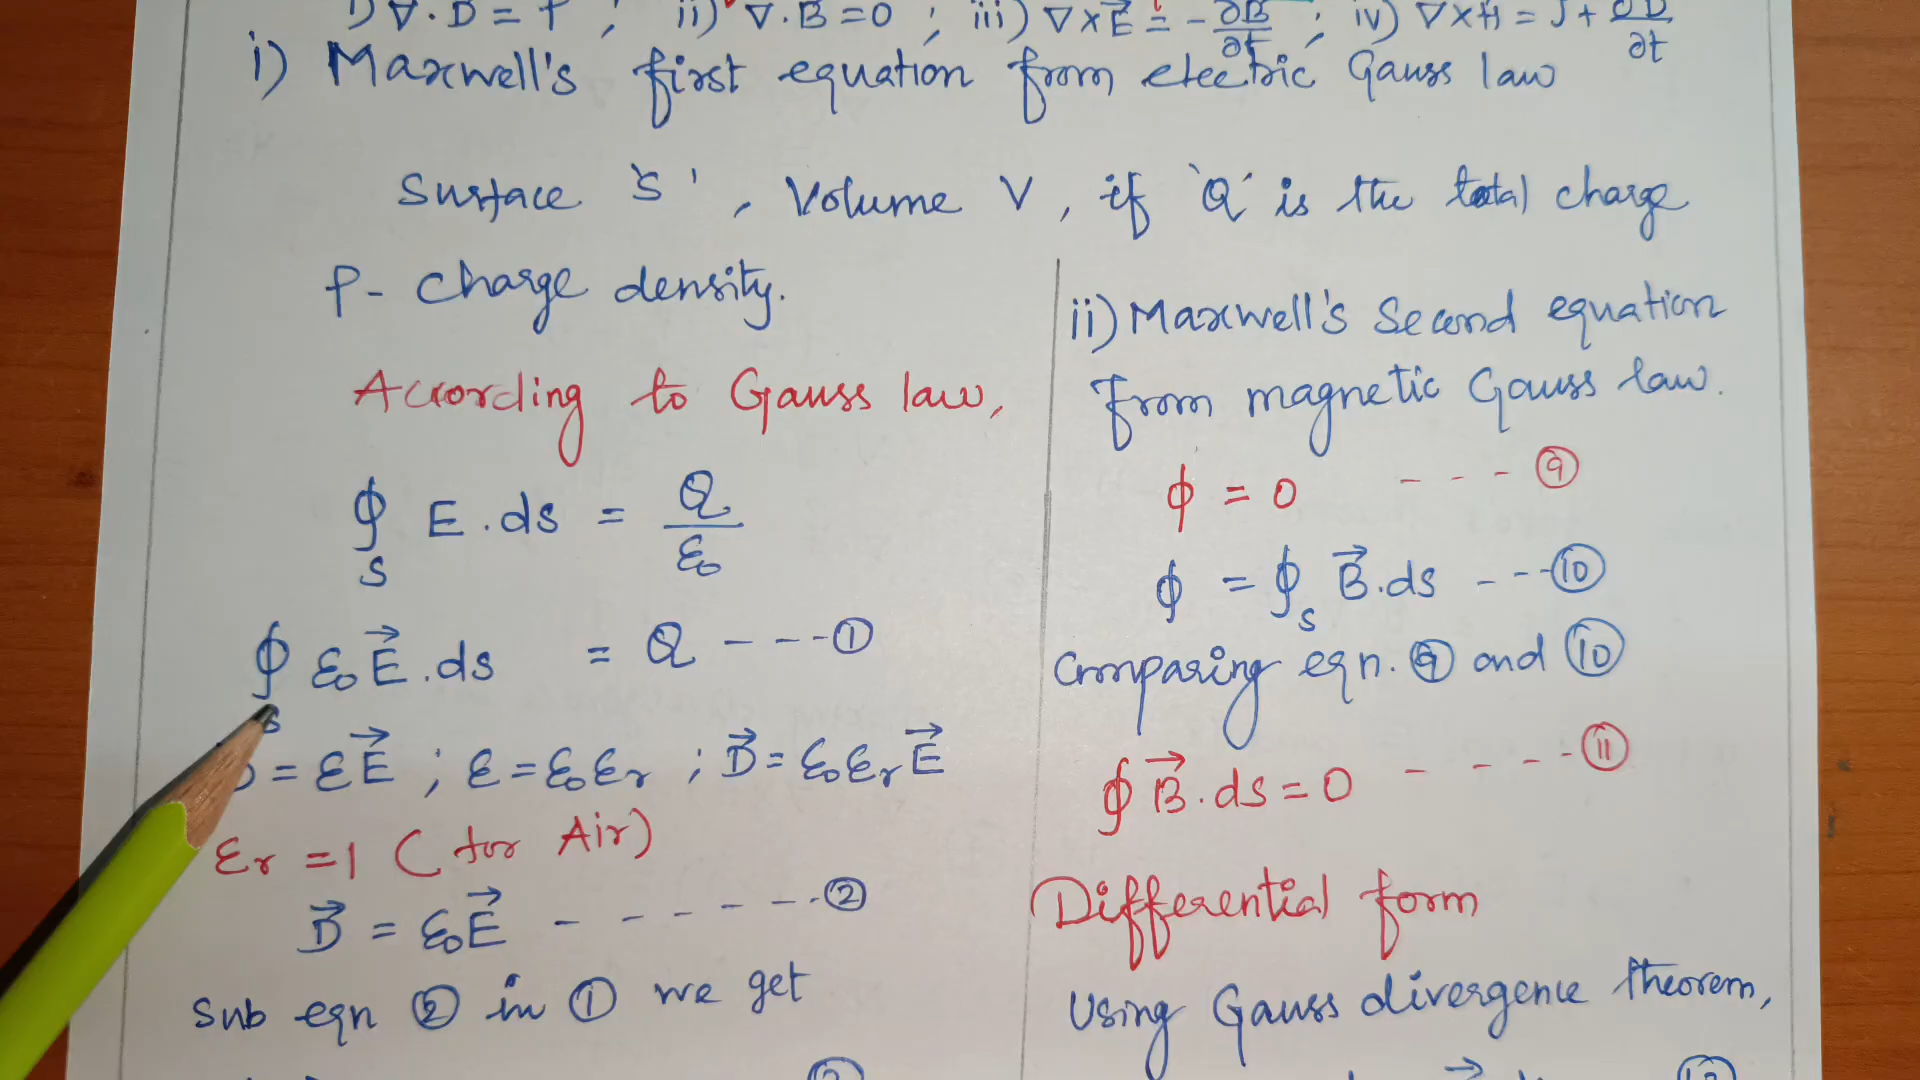 i) ∇·D = ρ ; ii) ∇·B = 0 ; iii) ∇×E⃗ = -∂B/∂t ; iv) ∇×H = J + ∂D/∂t
i) Maxwell's first equation from electric Gauss law
Surface 'S', Volume V, if 'Q' is the total charge
ρ - charge density.
According to Gauss law,
∮_S E . ds = Q/ε₀
∮_S ε₀E⃗ . ds = Q - - - - ①
D = εE⃗ ; ε = ε₀εr ; D⃗ = ε₀εrE⃗
εr = 1 (for Air)
D⃗ = ε₀E⃗ - - - - - - ②
Sub eqn ② in ① we get
ii) Maxwell's Second equation
from magnetic Gauss law.
ϕ = 0 - - - ⑨
ϕ = ∮_S B⃗ . ds - - - ⑩
Comparing eqn. ⑨ and ⑩
∮ B⃗ . ds = 0 - - - - - ⑪
Differential form
Using Gauss divergence theorem,